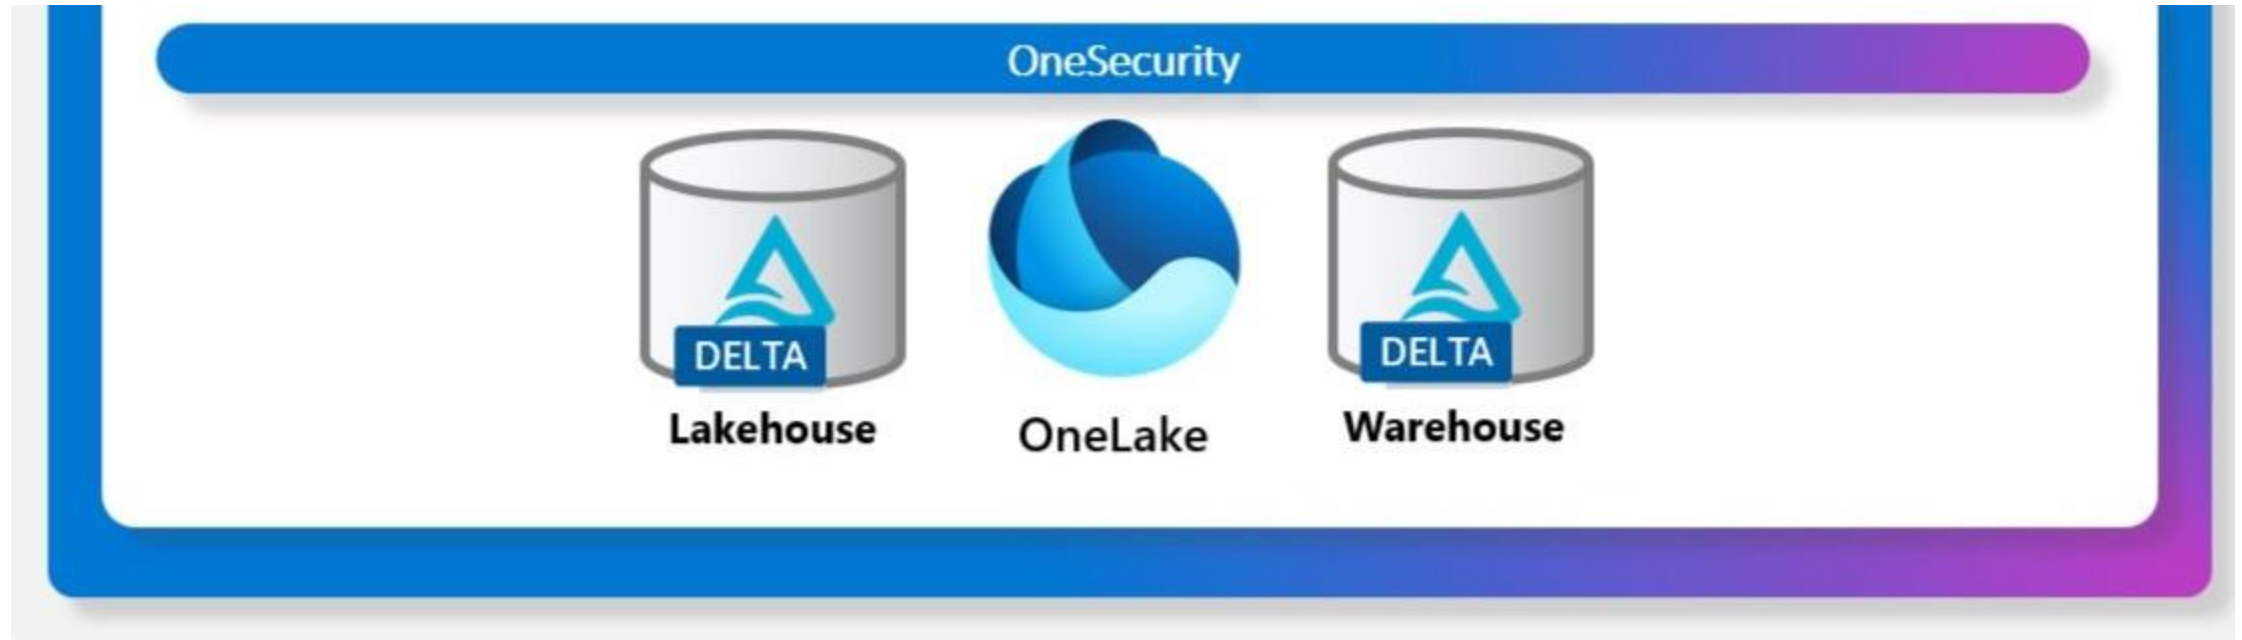 OneSecurity
DELTA
DELTA
Lakehouse
OneLake
Warehouse